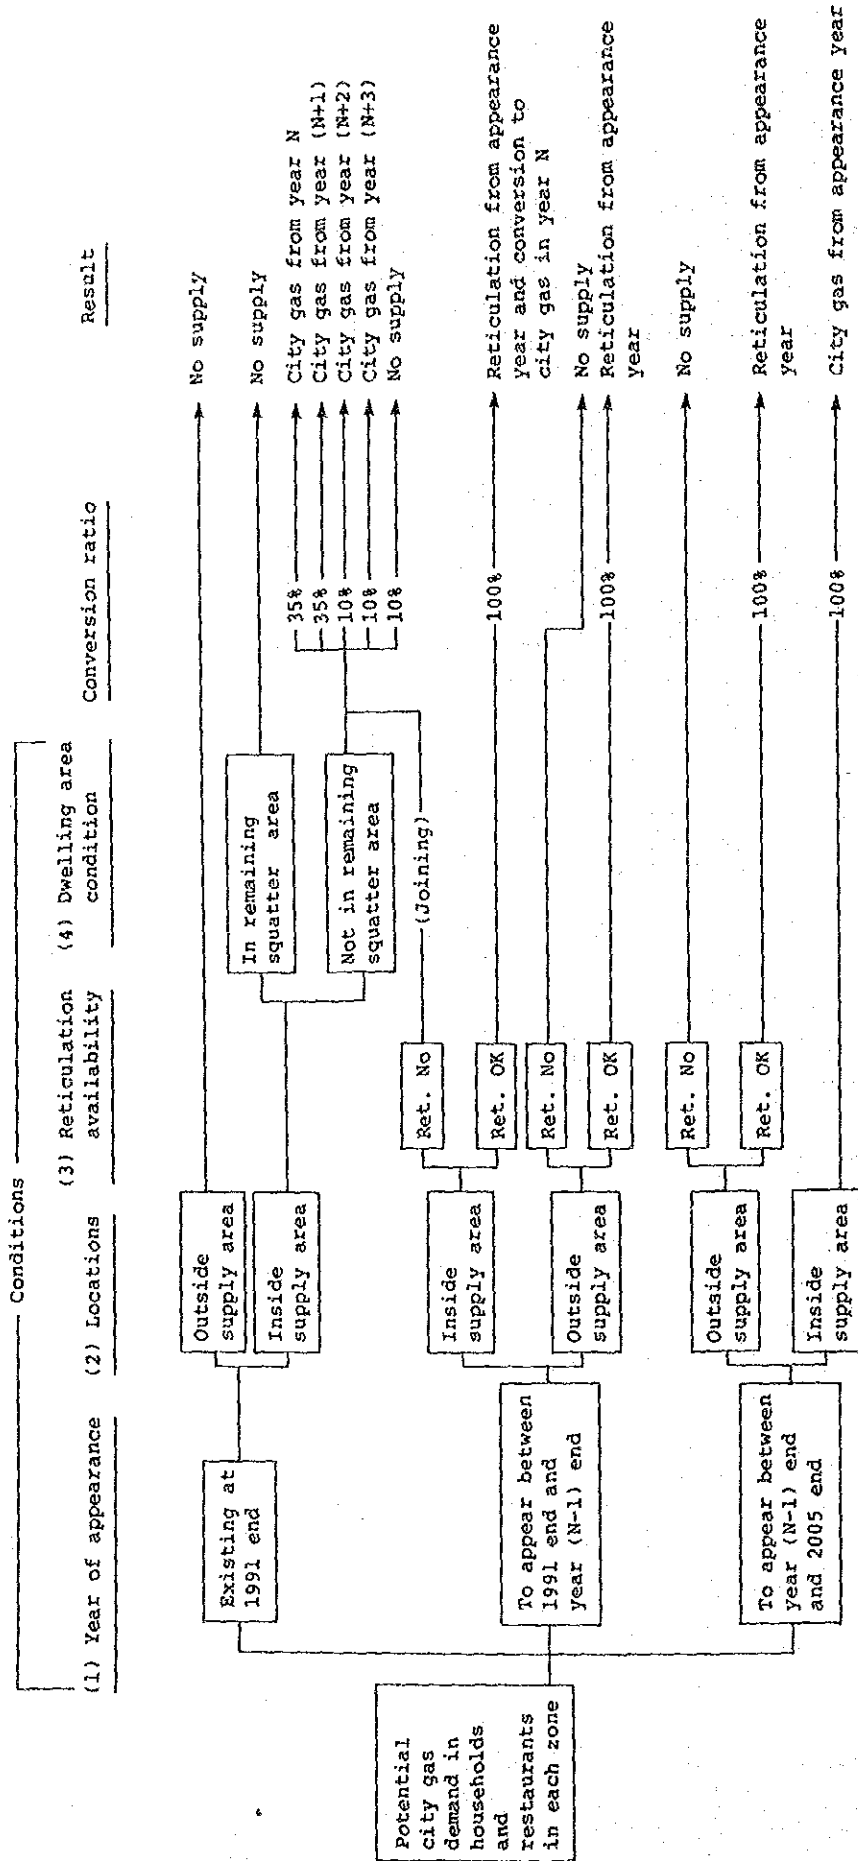 Conditions
(1) Year of appearance
(2) Locations
(3) Reticulation
availability
(4) Dwelling area
condition
Conversion ratio
Result
Potential
city gas
demand in
households
and
restaurants
in each zone
Existing at
1991 end
Outside
supply area
No supply
Inside
supply area
In remaining
squatter area
No supply
Not in remaining
squatter area
35%
City gas from year N
35%
City gas from year (N+1)
10%
City gas from year (N+2)
10%
City gas from year (N+3)
10%
No supply
To appear between
1991 end and
year (N-1) end
Inside
supply area
Ret. No
(Joining)
Ret. OK
100%
Reticulation from appearance
year and conversion to
city gas in year N
Outside
supply area
Ret. No
No supply
Ret. OK
100%
Reticulation from appearance
year
To appear between
year (N-1) end
and 2005 end
Outside
supply area
Ret. No
No supply
Ret. OK
100%
Reticulation from appearance
year
Inside
supply area
100%
City gas from appearance year